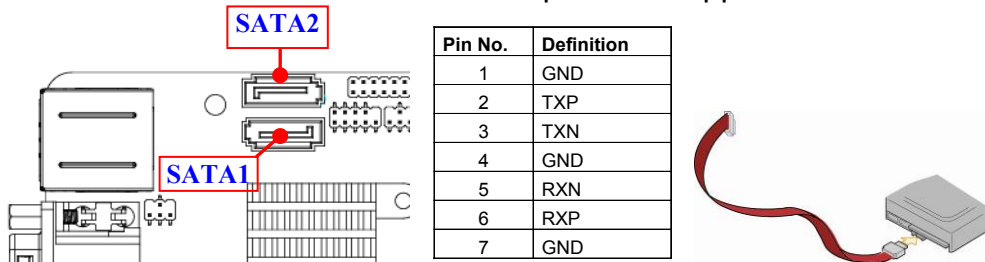 SATA2
SATA1
Pin No. Definition
1 GND
2 TXP
3 TXN
4 GND
5 RXN
6 RXP
7 GND